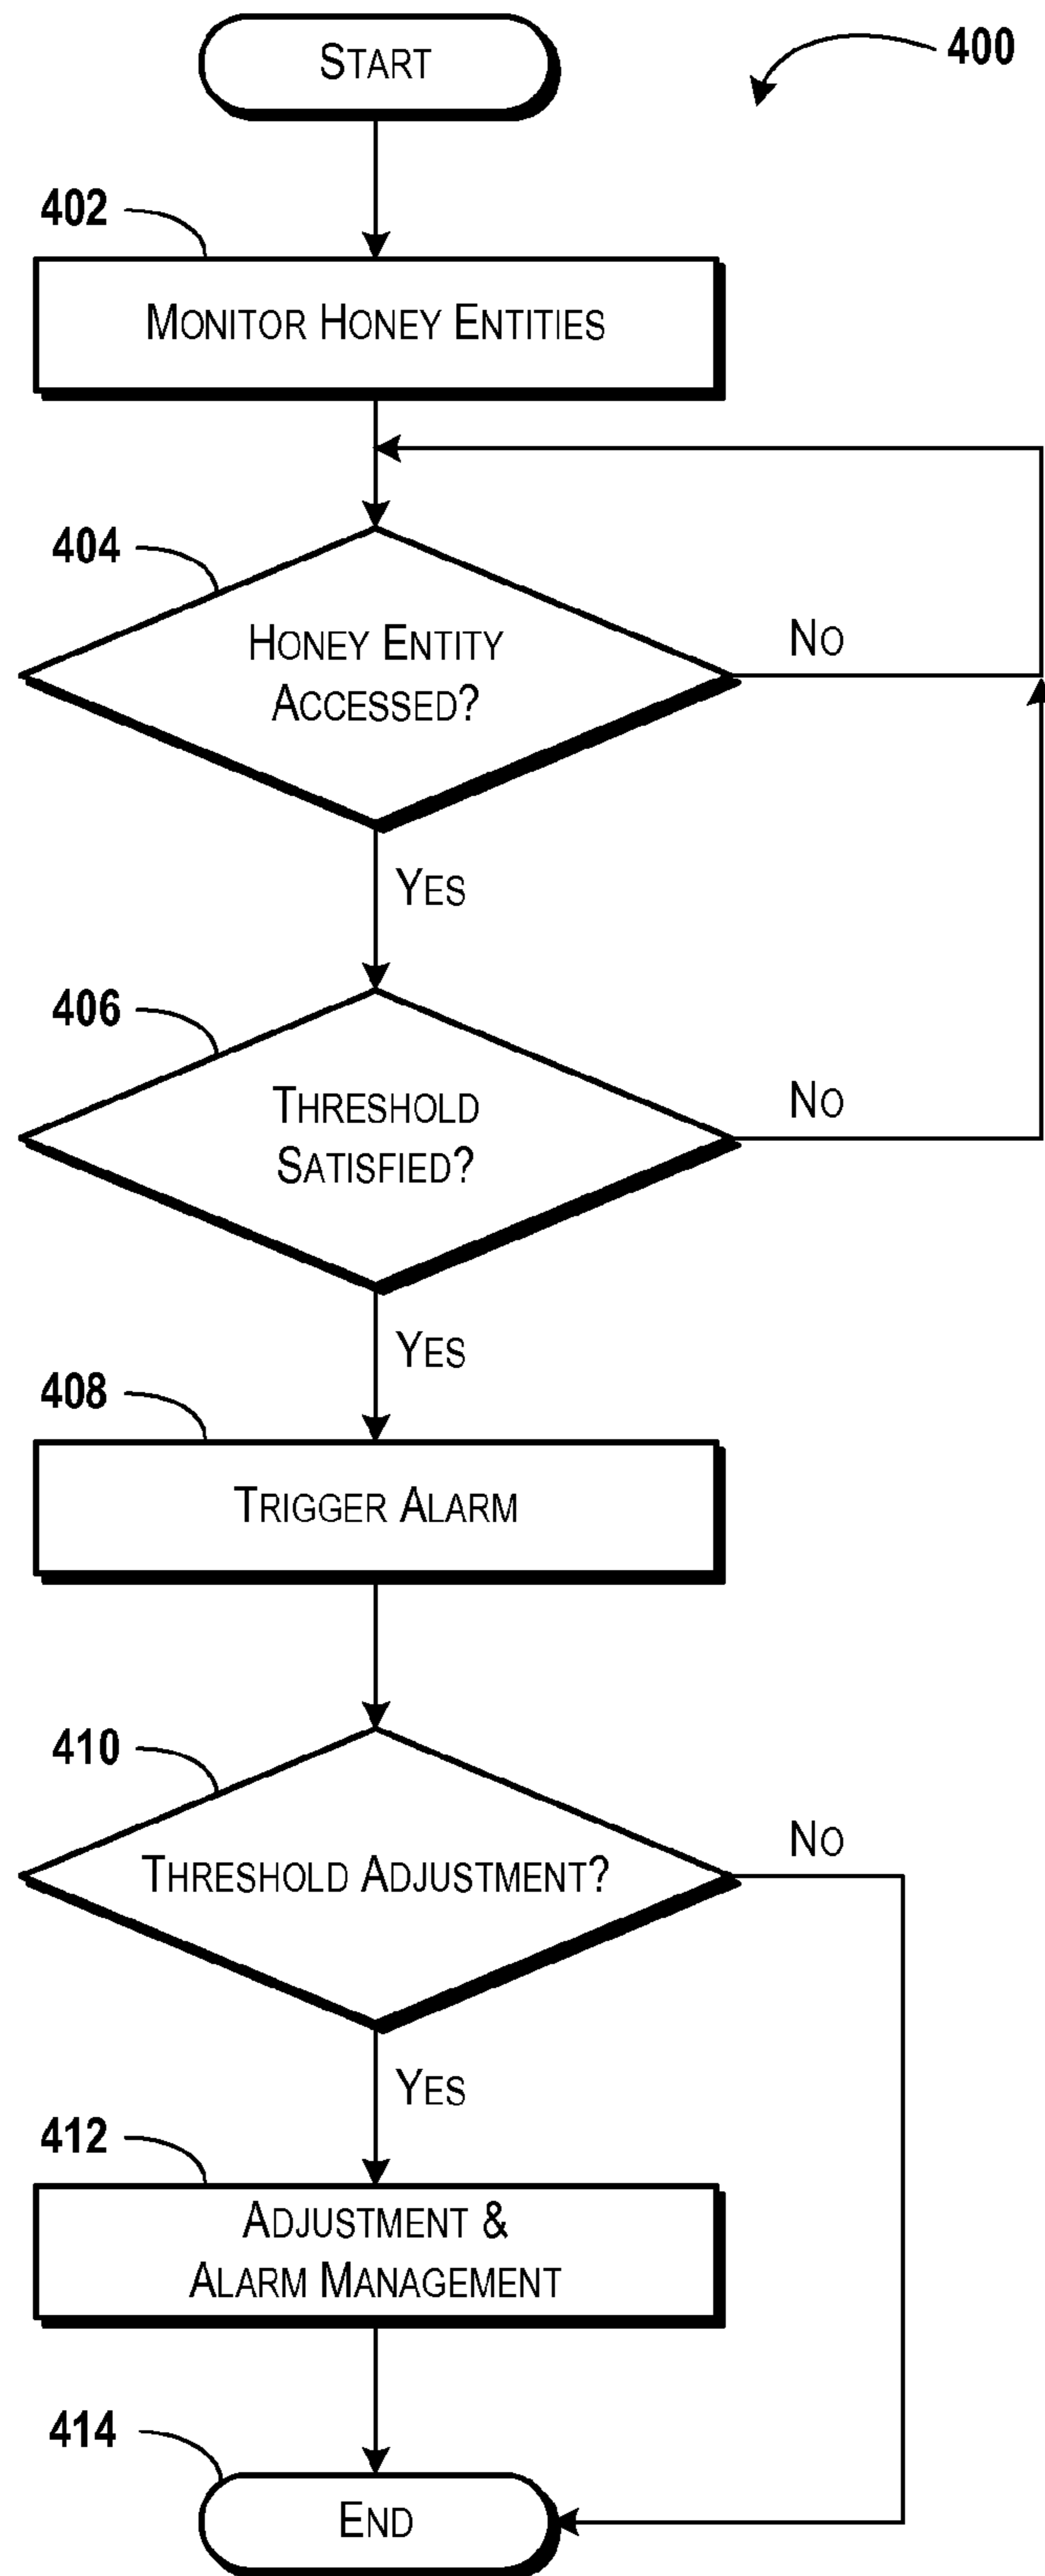 START
400
402
MONITOR HONEY ENTITIES
404
HONEY ENTITY
ACCESSED?
NO
YES
406
THRESHOLD
SATISFIED?
NO
YES
408
TRIGGER ALARM
410
THRESHOLD ADJUSTMENT?
NO
YES
412
ADJUSTMENT &
ALARM MANAGEMENT
414
END